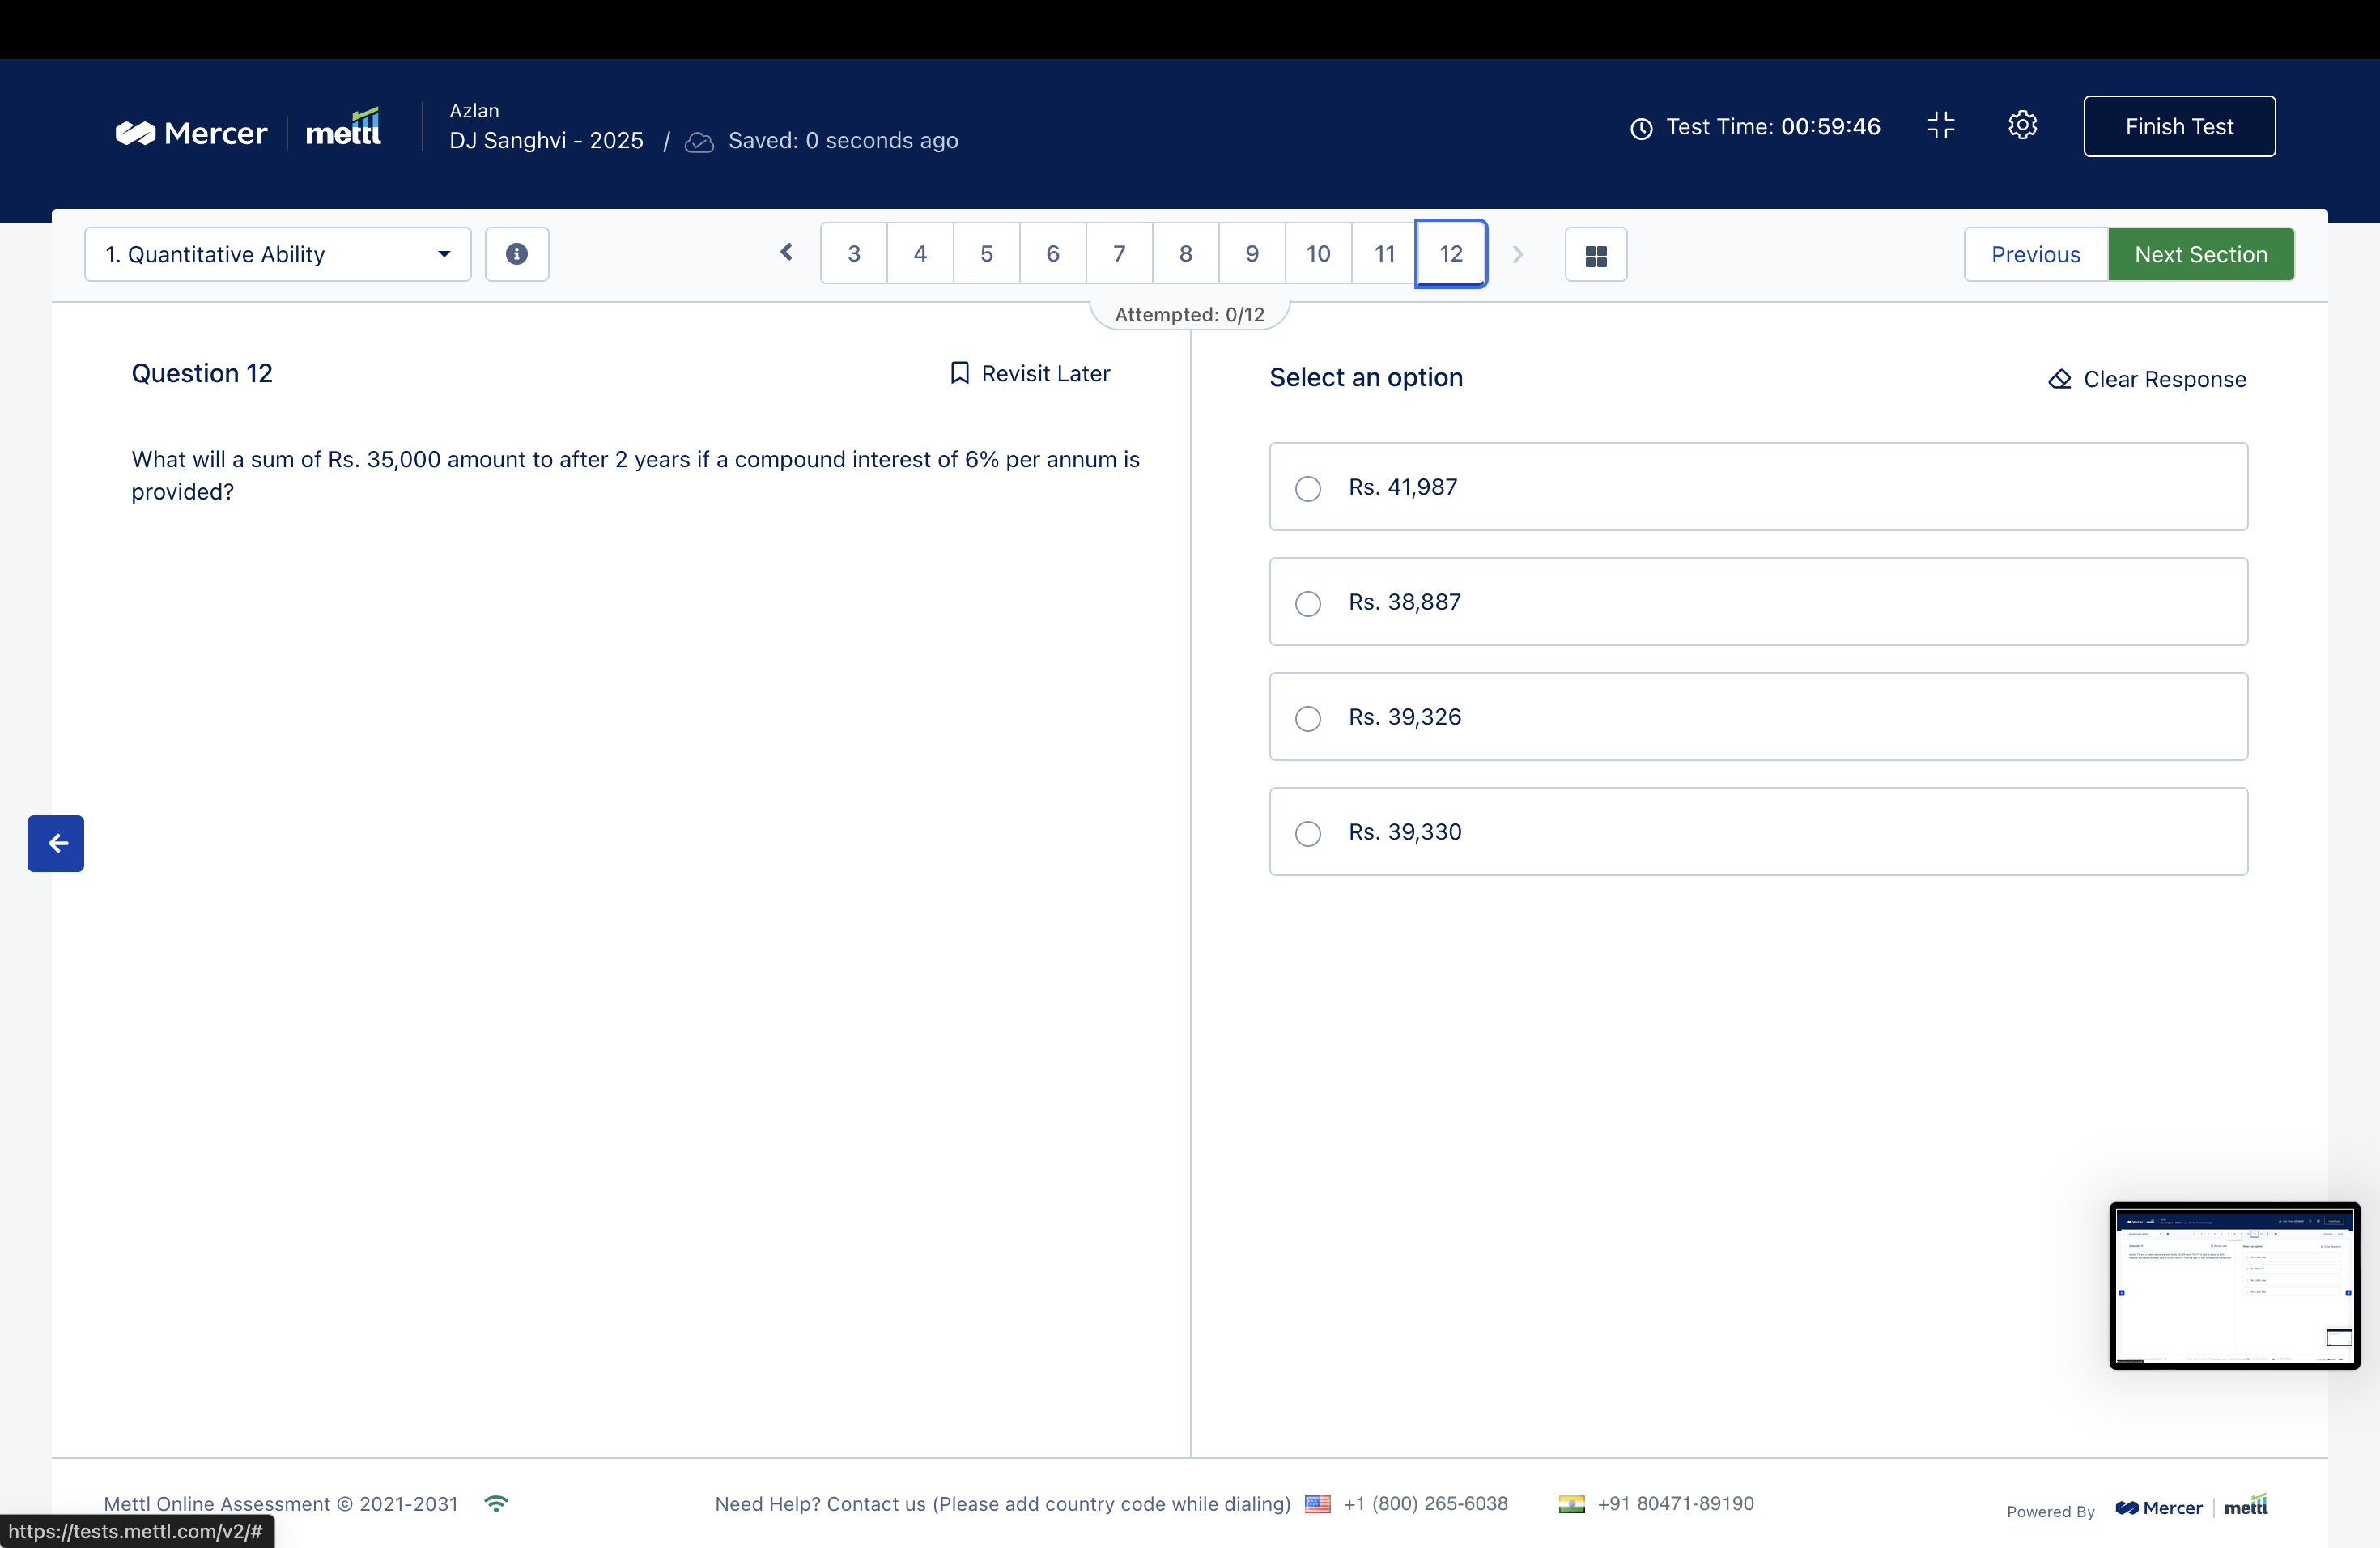 Mercer
mettl
Azlan
DJ Sanghvi - 2025 / Saved: 0 seconds ago
Test Time: 00:59:46
Finish Test
1. Quantitative Ability
3 4 5 6 7 8 9 10 11 12
Previous
Next Section
Attempted: 0/12
Question 12
Revisit Later
What will a sum of Rs. 35,000 amount to after 2 years if a compound interest of 6% per annum is
provided?
Select an option
Clear Response
Rs. 41,987
Rs. 38,887
Rs. 39,326
Rs. 39,330
Mettl Online Assessment © 2021-2031
Need Help? Contact us (Please add country code while dialing) +1 (800) 265-6038 +91 80471-89190
Powered By Mercer mettl
https://tests.mettl.com/v2/#